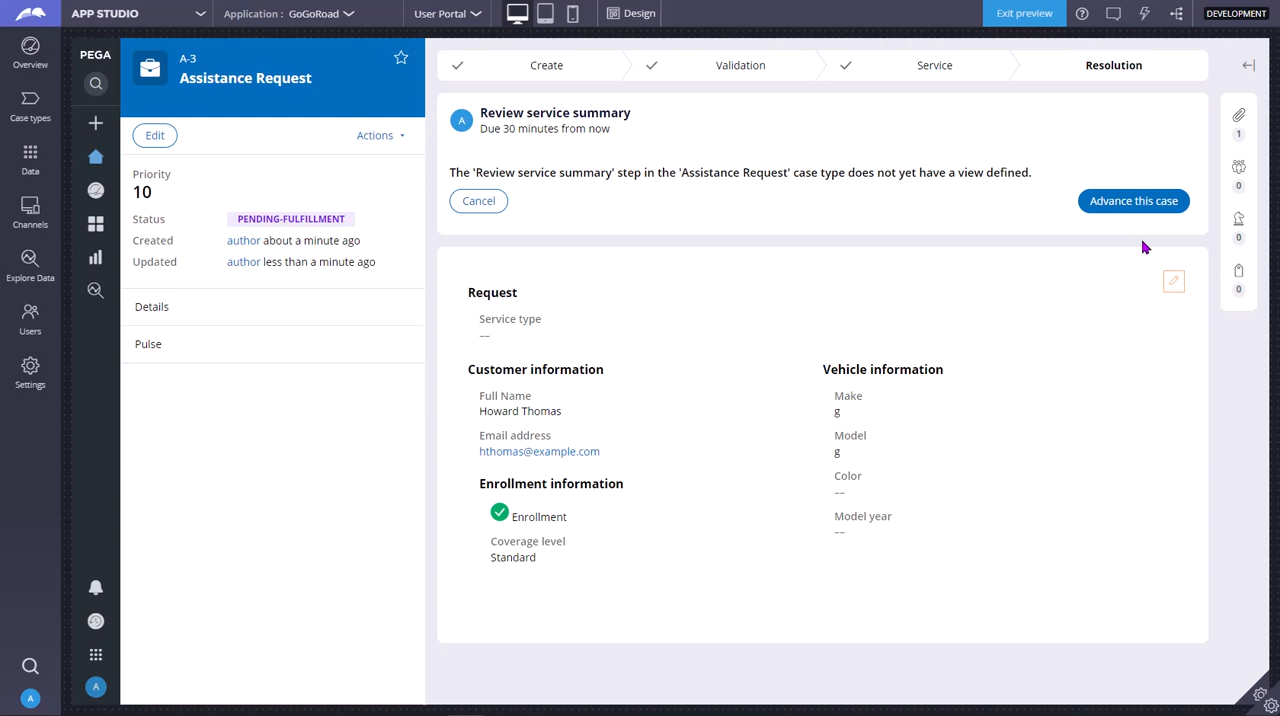 APP STUDIO
Application : GoGoRoad
User Portal
Design
Exit preview
DEVELOPMENT
Overview
Case types
Data
Channels
Explore Data
Users
Settings
A
PEGA
A
A-3
Assistance Request
Edit
Actions
Priority
10
Status PENDING-FULFILLMENT
Created author about a minute ago
Updated author less than a minute ago
Details
Pulse
Create
Validation
Service
Resolution
A
Review service summary
Due 30 minutes from now
The 'Review service summary' step in the 'Assistance Request' case type does not yet have a view defined.
Cancel
Advance this case
Request
Service type
––
Customer information
Full Name
Howard Thomas
Email address
hthomas@example.com
Enrollment information
Enrollment
Coverage level
Standard
Vehicle information
Make
g
Model
g
Color
––
Model year
––
1
0
0
0